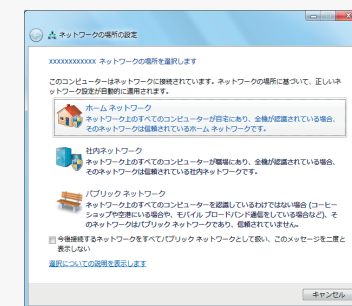 ネットワークの場所の設定
xxxxxxxxxxxx ネットワークの場所を選択します
このコンピューターはネットワークに接続されています。ネットワークの場所に基づいて、正しいネ
ットワーク設定が自動的に適用されます。
ホーム ネットワーク
ネットワーク上のすべてのコンピューターが自宅にあり、全機が認識されている場合、
そのネットワークは信頼されているホーム ネットワークです。
社内ネットワーク
ネットワーク上のすべてのコンピューターが職場にあり、全機が認識されている場合、
そのネットワークは信頼されている社内ネットワークです。
パブリック ネットワーク
ネットワーク上のすべてのコンピューターを認識しているわけではない場合 (コーヒー
ショップや空港にいる場合や、モバイル ブロードバンド通信をしている場合など)、そ
のネットワークはパブリック ネットワークであり、信頼されていません。
今後接続するネットワークをすべてパブリック ネットワークとして扱い、このメッセージを二度と
表示しない
選択についての説明を表示します
キャンセル